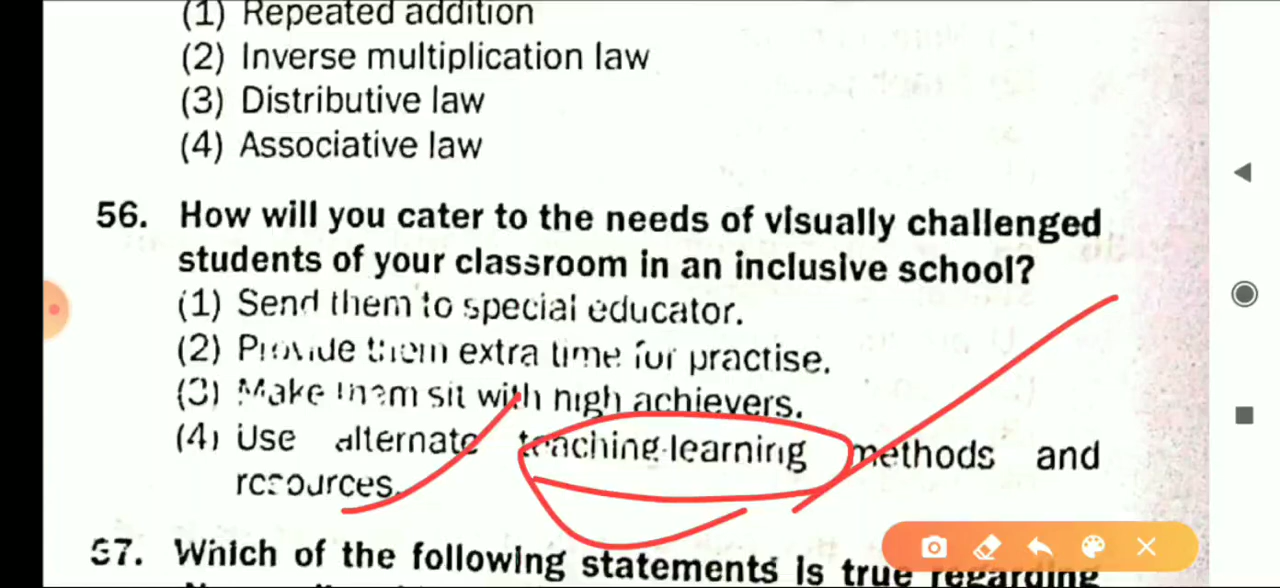 (1) Repeated addition
(2) Inverse multiplication law
(3) Distributive law
(4) Associative law
56. How will you cater to the needs of visually challenged
students of your classroom in an inclusive school?
(1) Send them to special educator.
(2) Provide them extra time for practise.
(3) Make them sit with high achievers.
(4) Use alternate teaching-learning methods and
resources.
57. Which of the following statements is true regarding